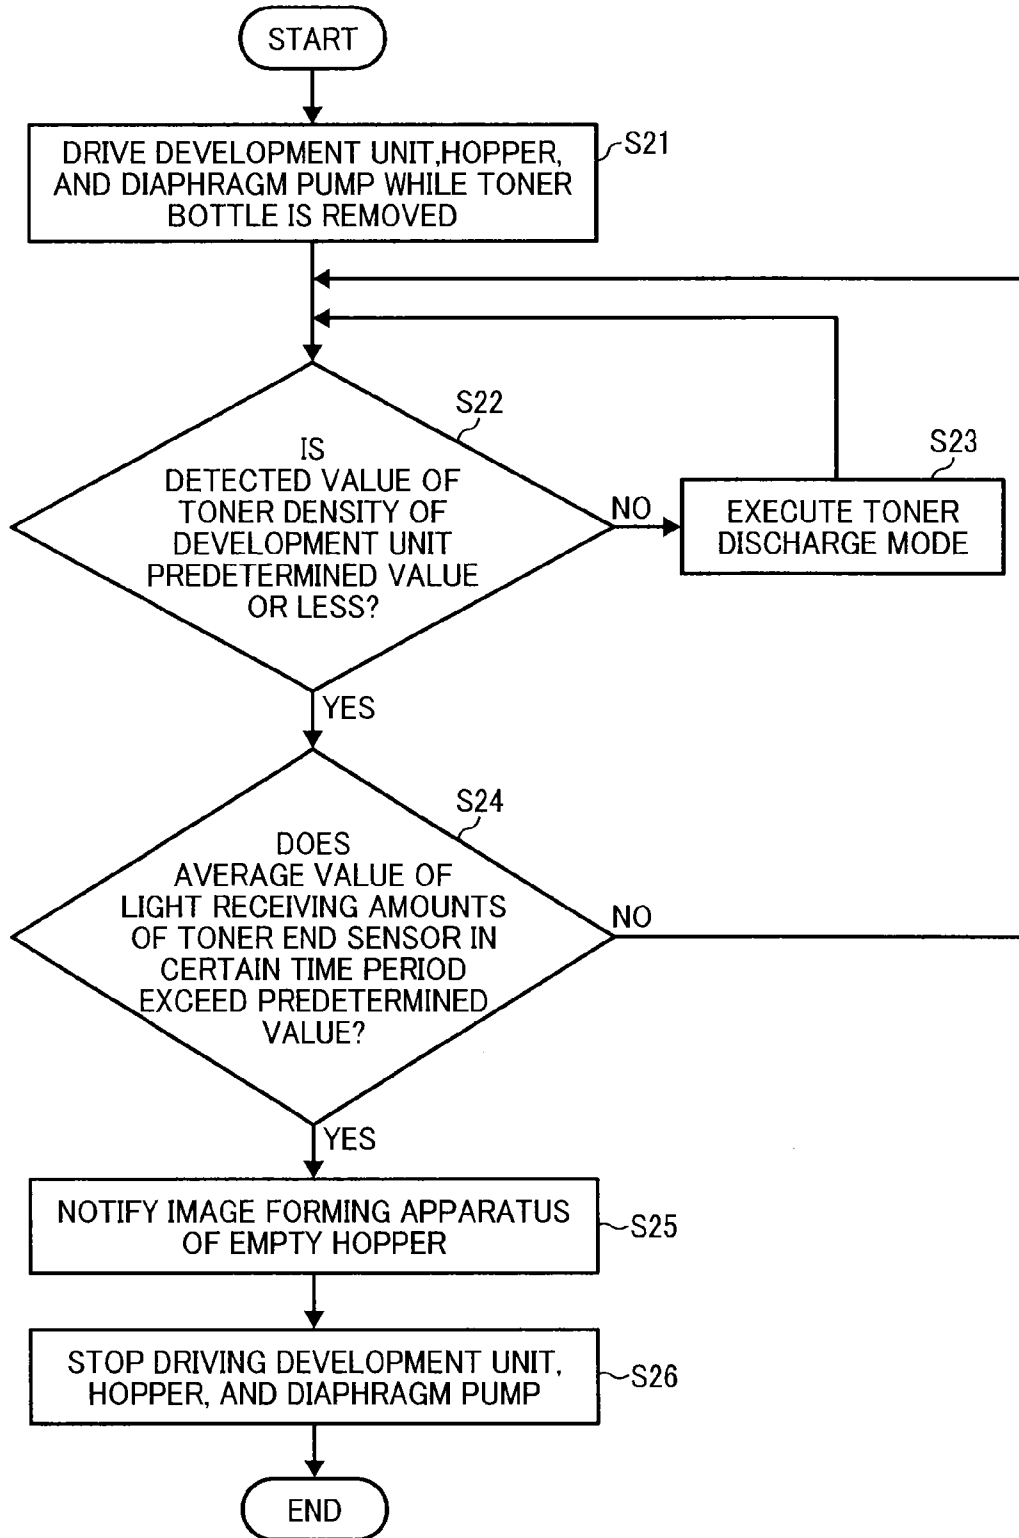 START
DRIVE DEVELOPMENT UNIT,HOPPER,
AND DIAPHRAGM PUMP WHILE TONER
BOTTLE IS REMOVED
S21
S22
IS
DETECTED VALUE OF
TONER DENSITY OF
DEVELOPMENT UNIT
PREDETERMINED VALUE
OR LESS?
NO
S23
EXECUTE TONER
DISCHARGE MODE
YES
S24
DOES
AVERAGE VALUE OF
LIGHT RECEIVING AMOUNTS
OF TONER END SENSOR IN
CERTAIN TIME PERIOD
EXCEED PREDETERMINED
VALUE?
NO
YES
NOTIFY IMAGE FORMING APPARATUS
OF EMPTY HOPPER
S25
STOP DRIVING DEVELOPMENT UNIT,
HOPPER, AND DIAPHRAGM PUMP
S26
END